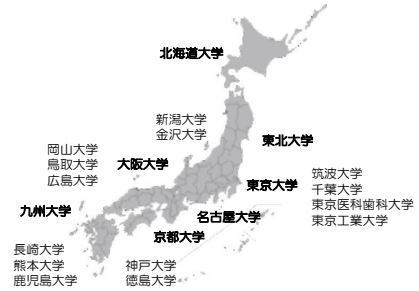 北海道大学
新潟大学
金沢大学
東北大学
岡山大学
鳥取大学
広島大学
大阪大学
東京大学
筑波大学
千葉大学
東京医科歯科大学
東京工業大学
九州大学
名古屋大学
京都大学
長崎大学
熊本大学
鹿児島大学
神戸大学
徳島大学